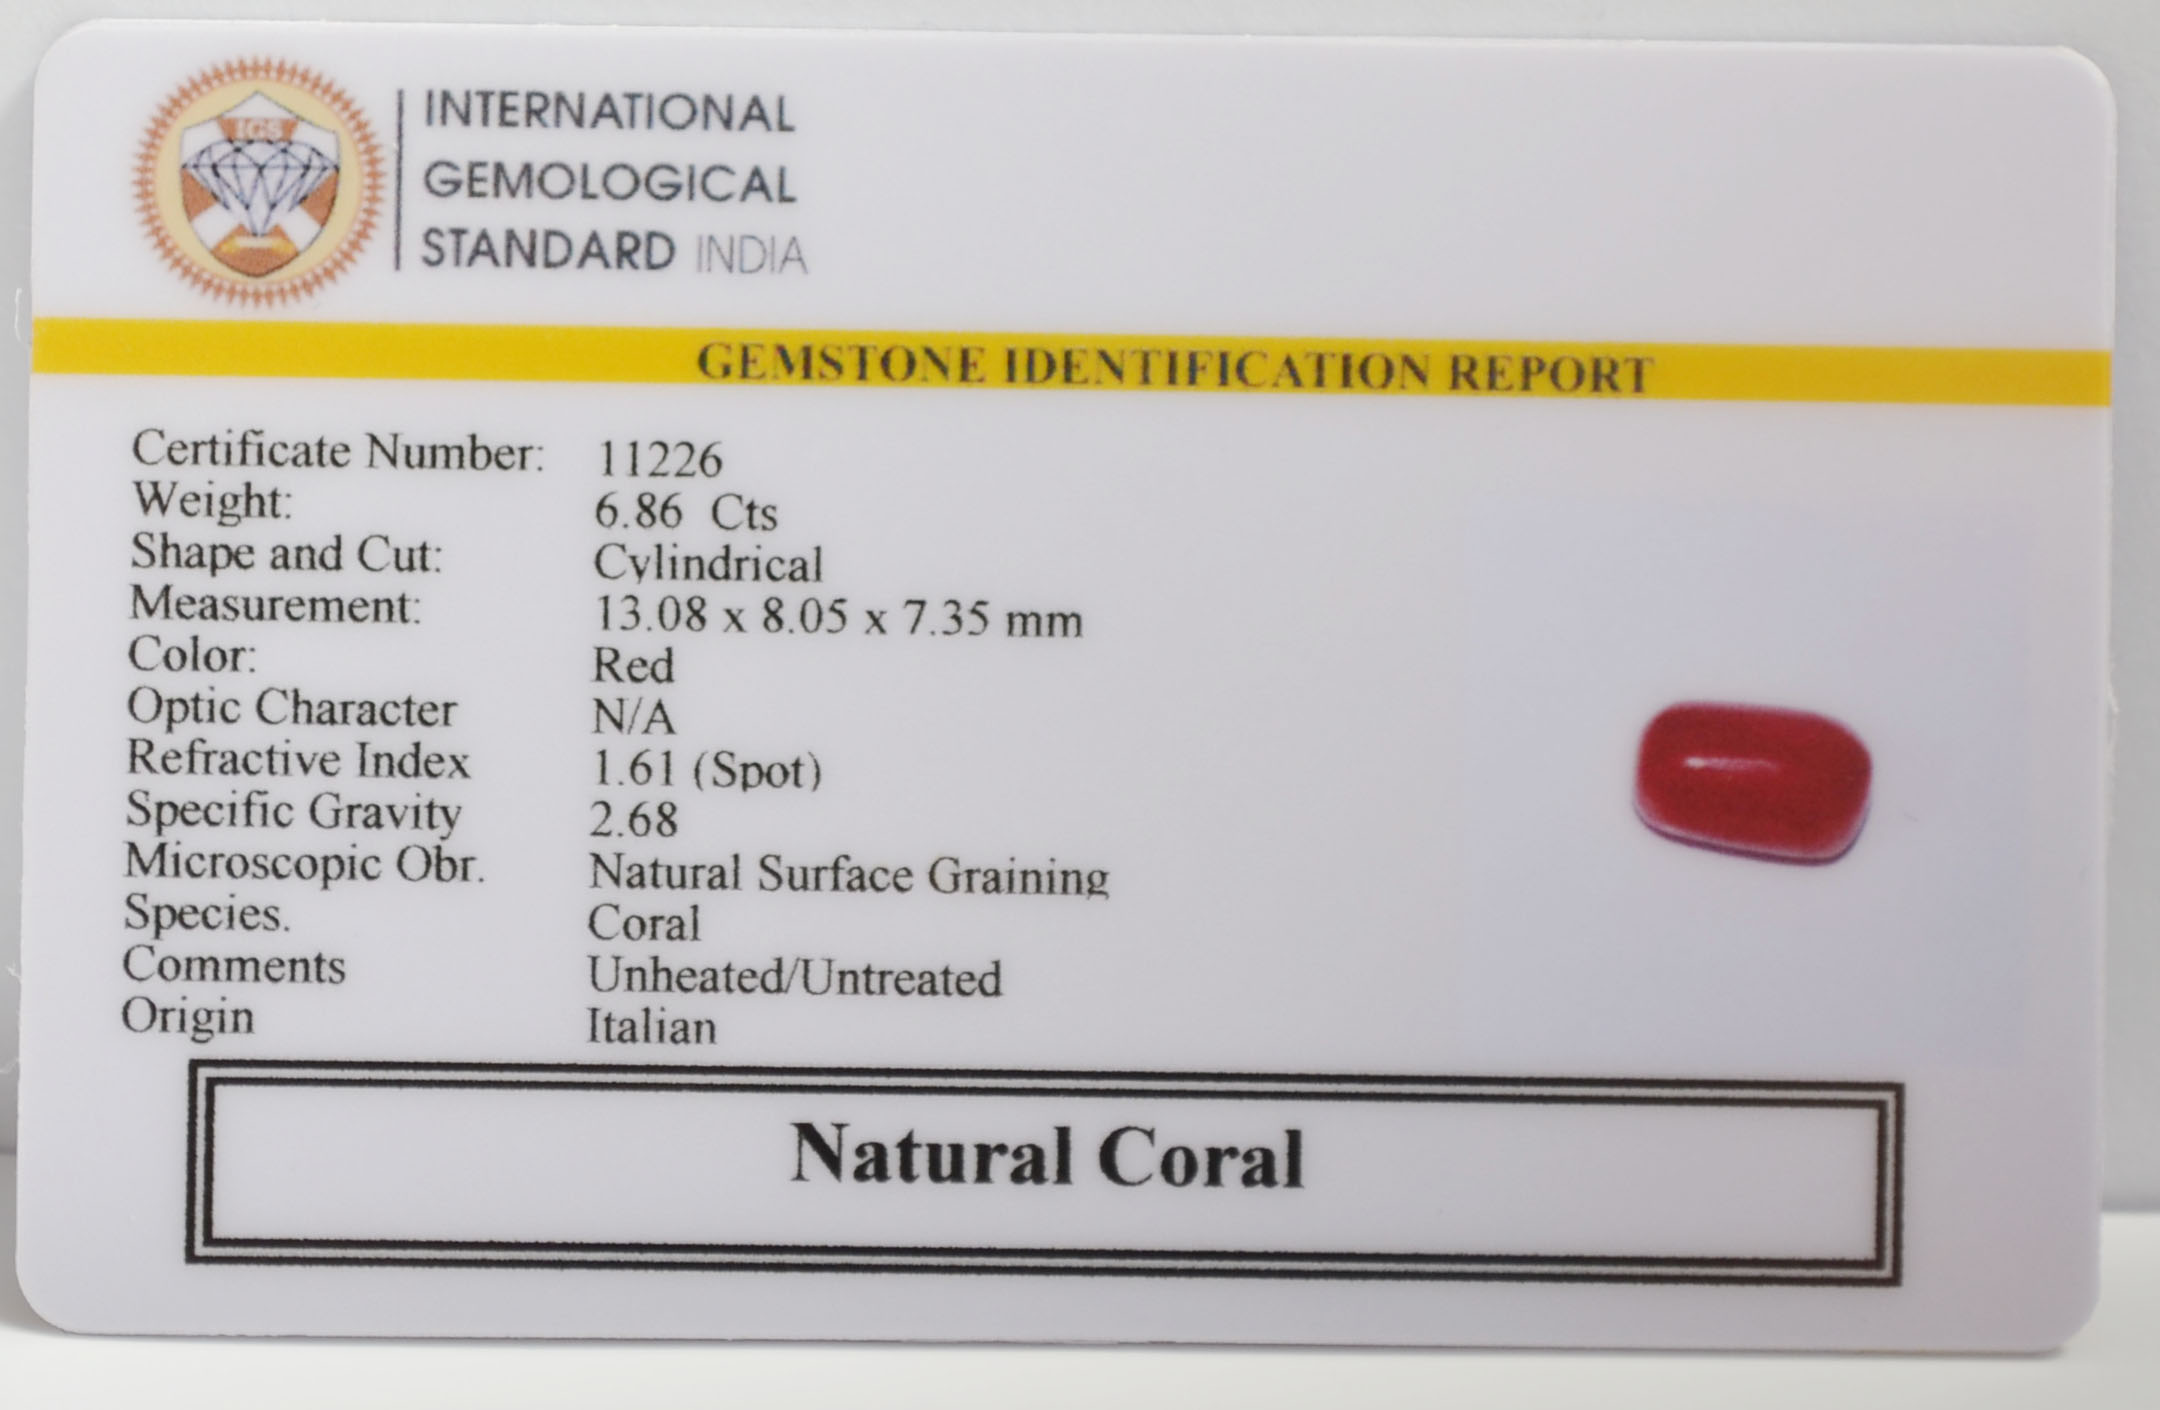 IGS
INTERNATIONAL
GEMOLOGICAL
STANDARD INDIA
GEMSTONE IDENTIFICATION REPORT
Certificate Number: 11226
Weight: 6.86 Cts
Shape and Cut: Cylindrical
Measurement: 13.08 x 8.05 x 7.35 mm
Color: Red
Optic Character N/A
Refractive Index 1.61 (Spot)
Specific Gravity 2.68
Microscopic Obr. Natural Surface Graining
Species. Coral
Comments Unheated/Untreated
Origin Italian
Natural Coral